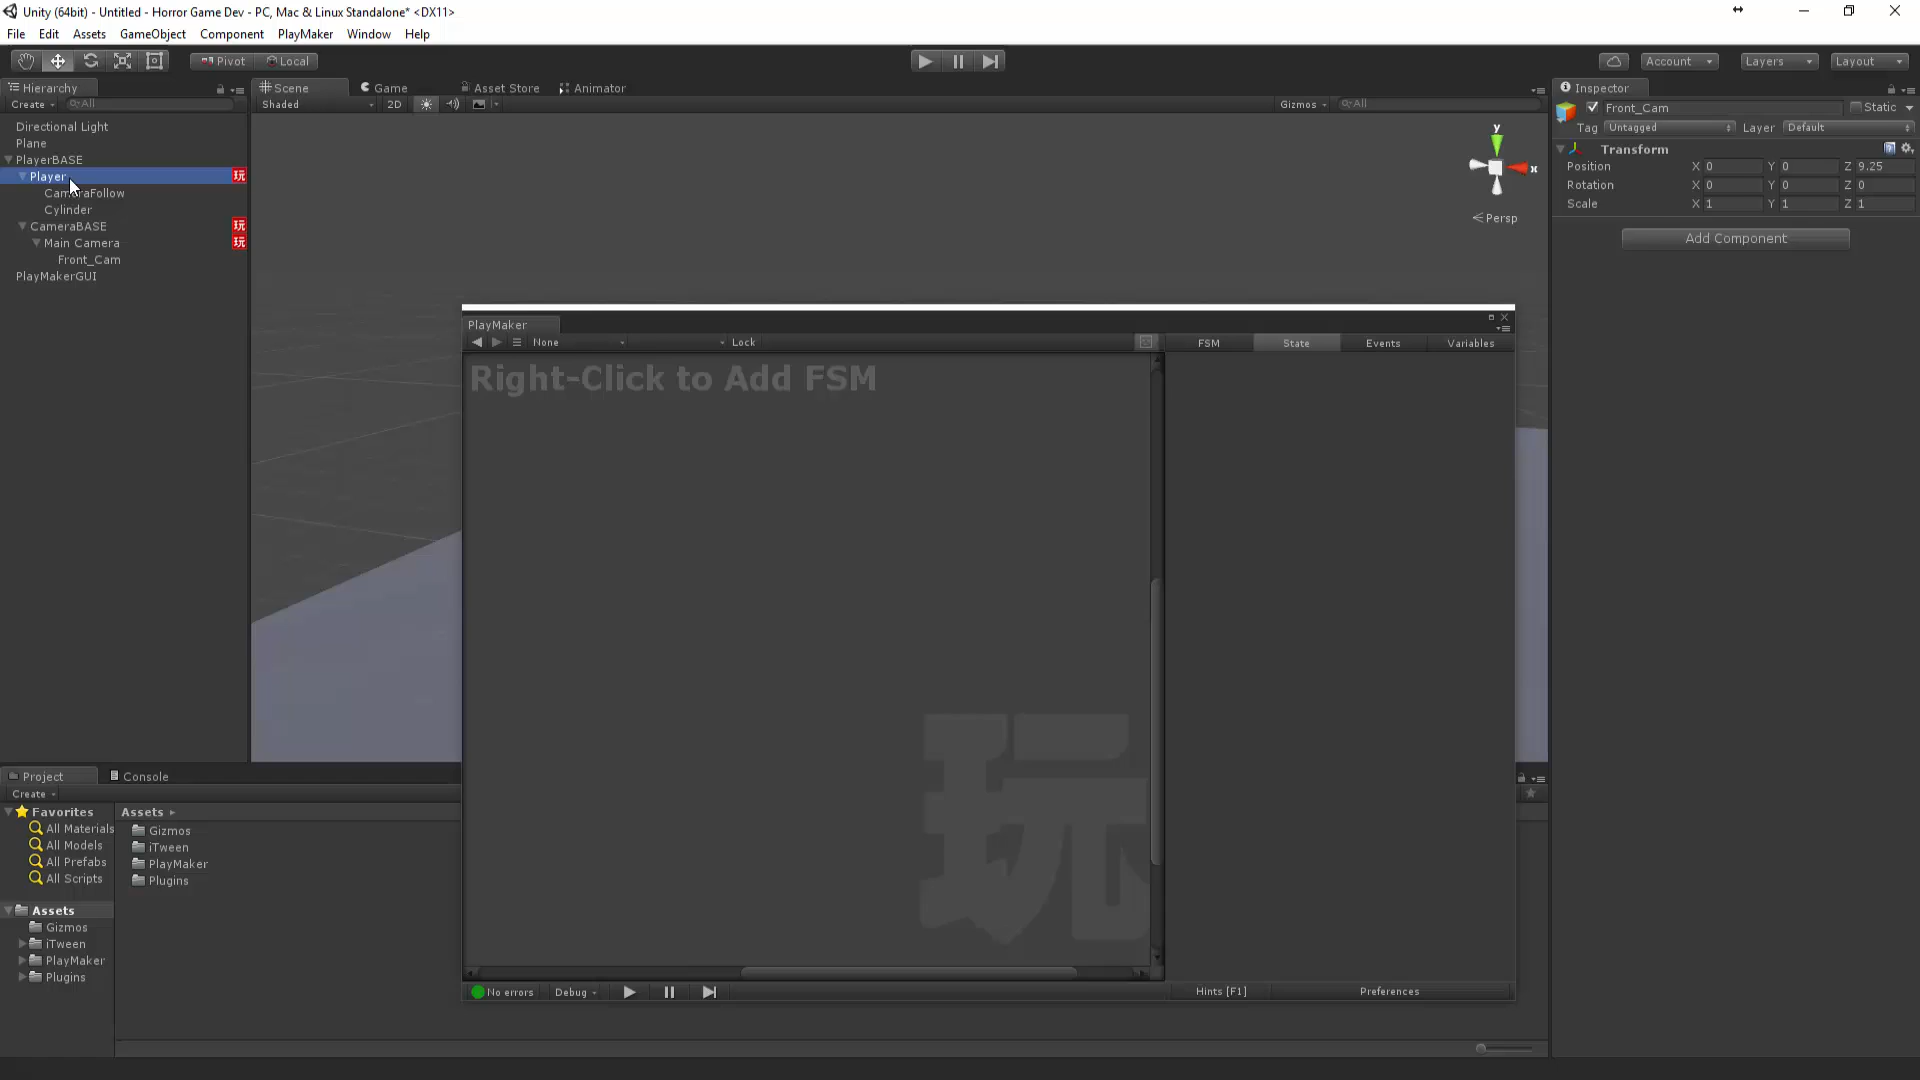 Unity (64bit) - Untitled - Horror Game Dev - PC, Mac & Linux Standalone* <DX11>
File Edit Assets GameObject Component PlayMaker Window Help
Pivot Local Account Layers Layout
Hierarchy Scene Game Asset Store Animator Inspector
Create All Shaded 2D Gizmos All Front_Cam Static
Tag Untagged Layer Default
Directional Light
Plane
PlayerBASE
Player 玩
CameraFollow
Cylinder
CameraBASE 玩
Main Camera 玩
Front_Cam
PlayMakerGUI
y
x
Persp
Transform
Position X 0 Y 0 Z 9.25
Rotation X 0 Y 0 Z 0
Scale X 1 Y 1 Z 1
Add Component
PlayMaker
None Lock FSM State Events Variables
Right-Click to Add FSM
玩
No errors Debug Hints [F1] Preferences
Project Console
Create
Favorites
All Materials
All Models
All Prefabs
All Scripts
Assets
Gizmos
iTween
PlayMaker
Plugins
Assets
Gizmos
iTween
PlayMaker
Plugins